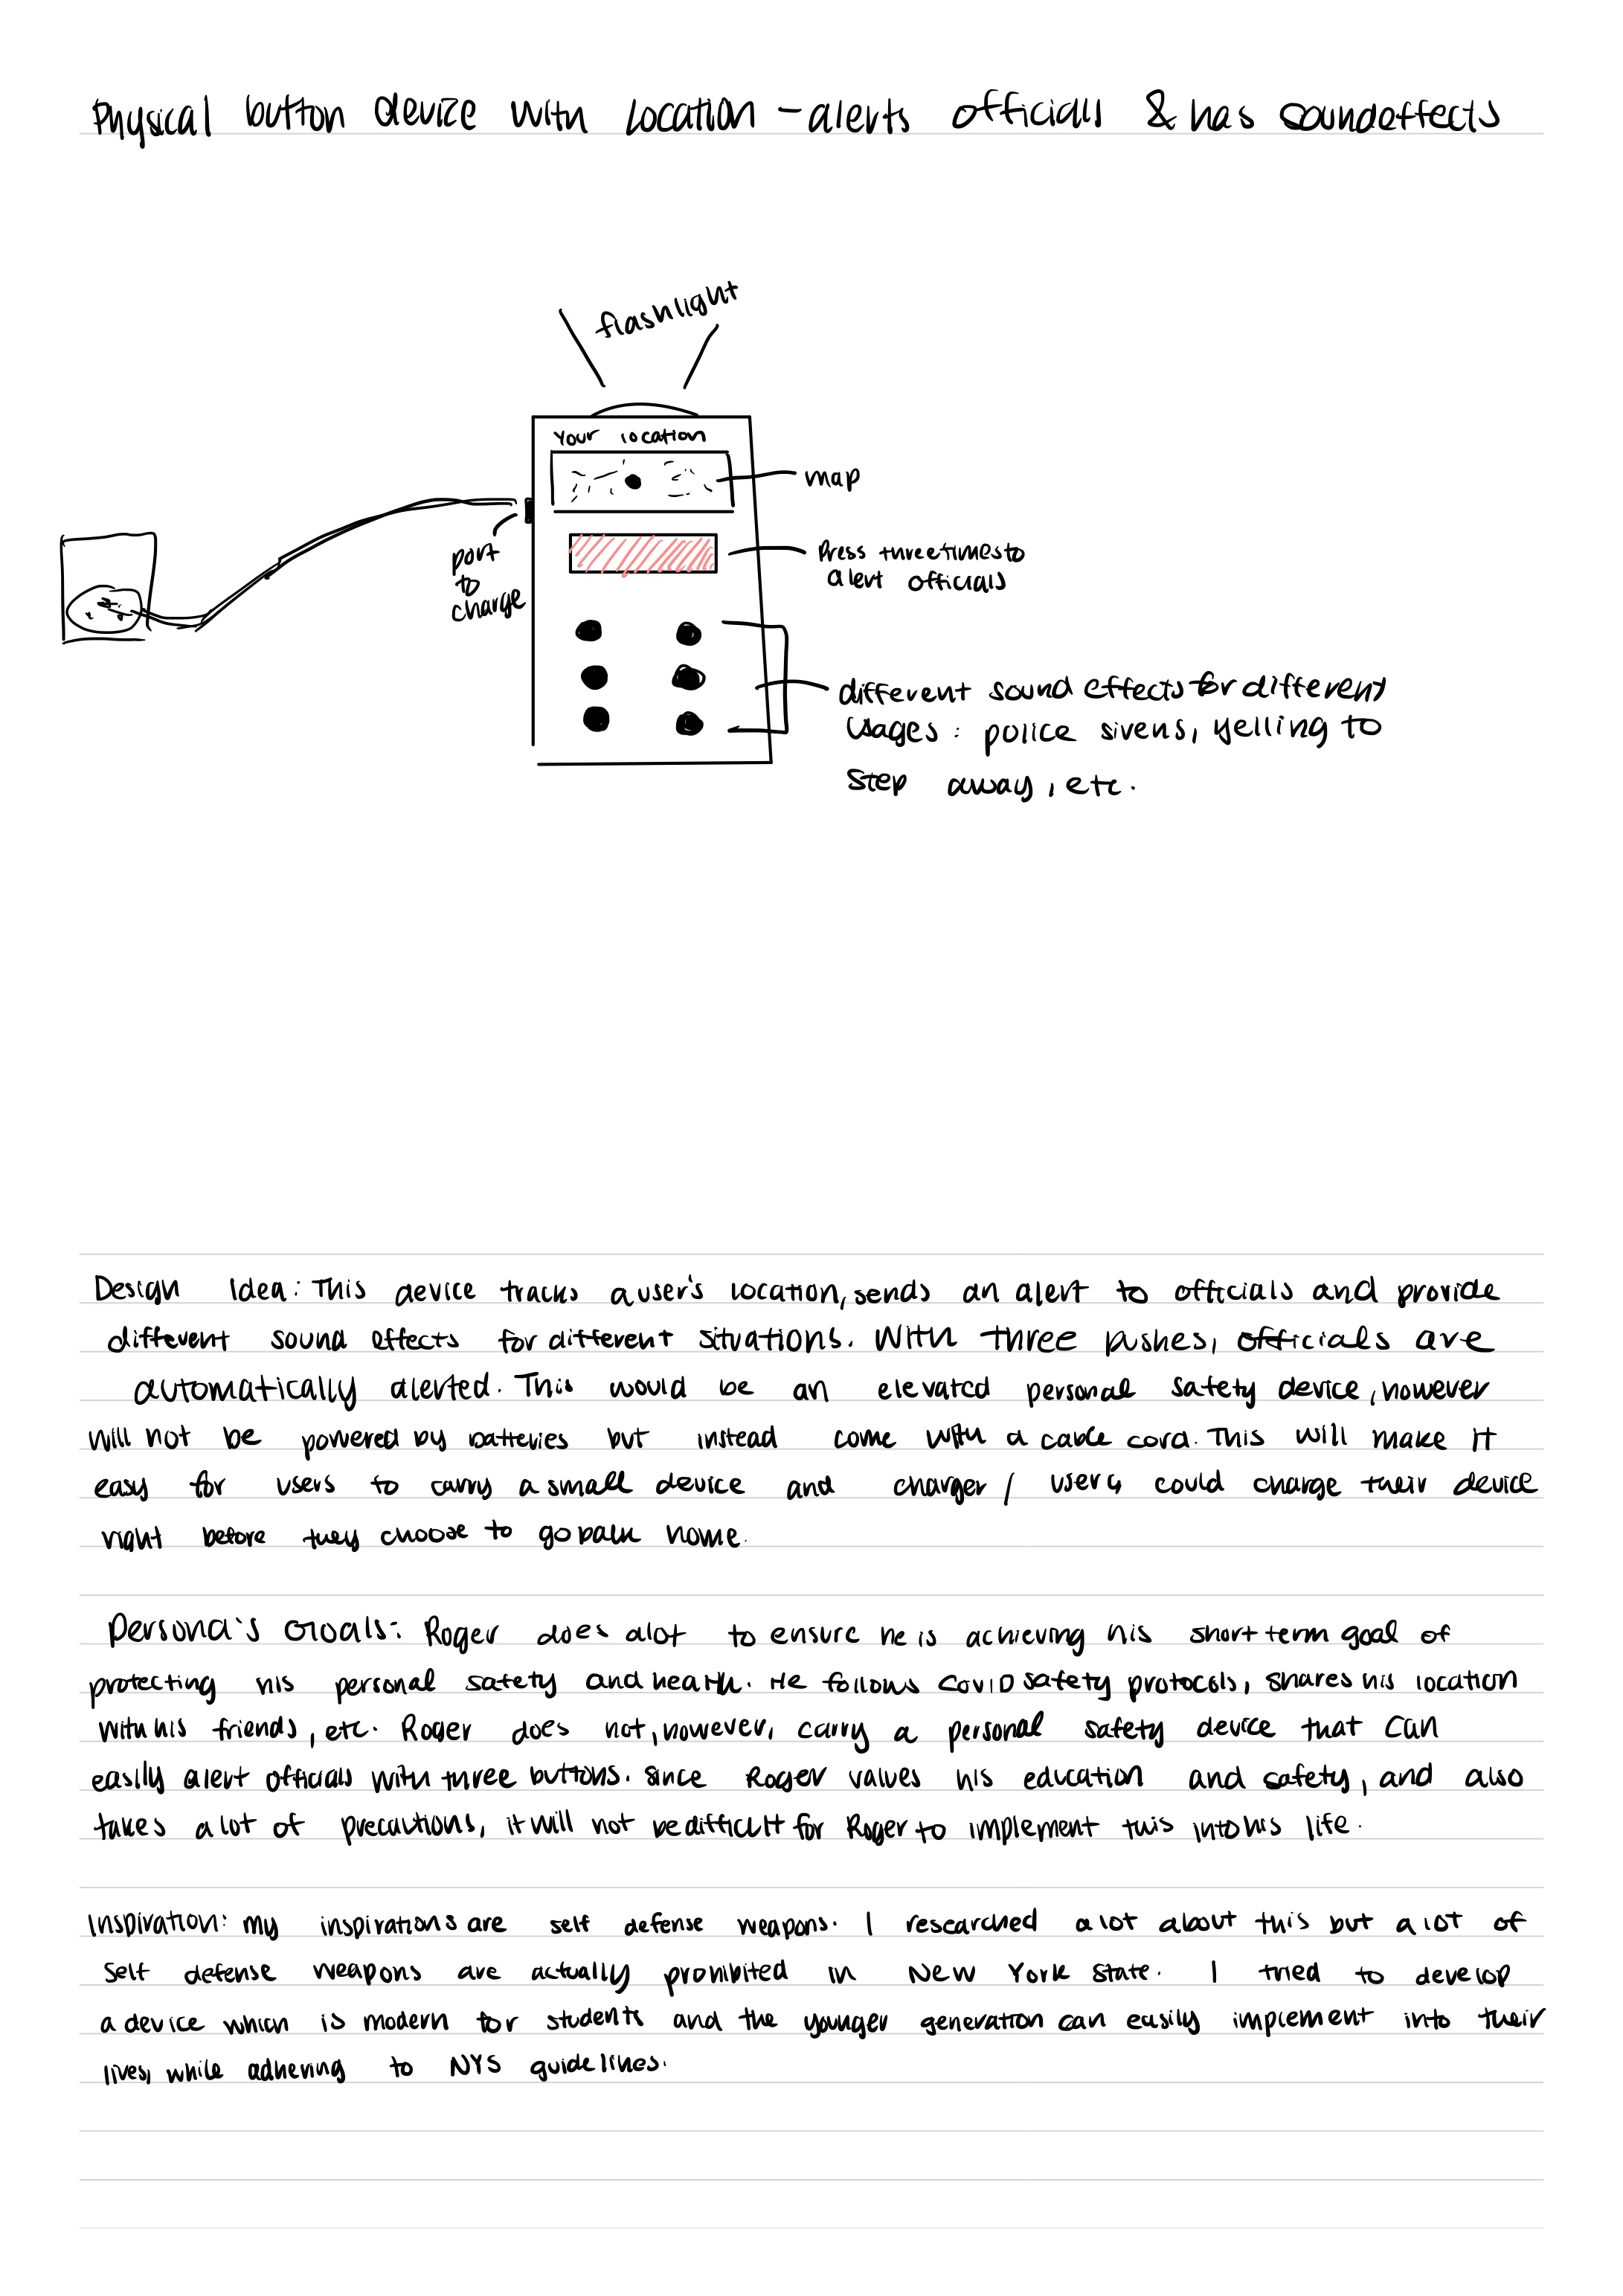 Physical button device with location - alerts officials & has soundeffects
flashlight
Your location
map
port
to
charge
Press three times to
alert officials
different sound effects for different
usages: police sirens, yelling to
step away, etc.
Design Idea: This device tracks a user's location, sends an alert to officials and provide
different sound effects for different situations. With three pushes, officials are
automatically alerted. This would be an elevated personal safety device, however
will not be powered by batteries but instead come with a cable cord. This will make it
easy for users to carry a small device and charger / users could charge their device
right before they choose to go back home.
Persona's Goals: Roger does alot to ensure he is achieving his short term goal of
protecting his personal safety and health. He follows Covid safety protocols, shares his location
with his friends, etc. Roger does not, however, carry a personal safety device that can
easily alert officials with three buttons. Since Roger values his education and safety, and also
takes a lot of precautions, it will not be difficult for Roger to implement this into his life.
Inspiration: My inspirations are self defense weapons. I researched alot about this but a lot of
self defense weapons are actually prohibited in New York State. I tried to develop
a device which is modern for students and the younger generation can easily implement into their
lives, while adhering to NYS guidelines.